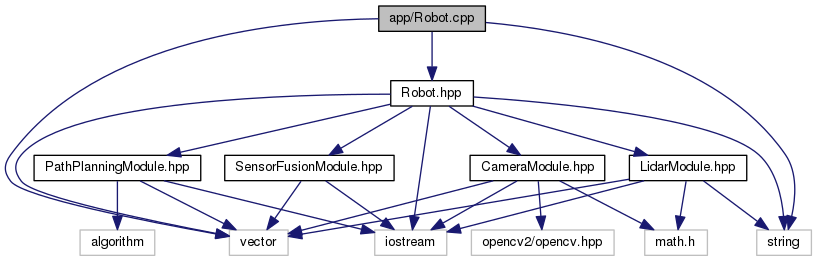 app/Robot.cpp
Robot.hpp
PathPlanningModule.hpp
SensorFusionModule.hpp
CameraModule.hpp
LidarModule.hpp
algorithm
vector
iostream
opencv2/opencv.hpp
math.h
string